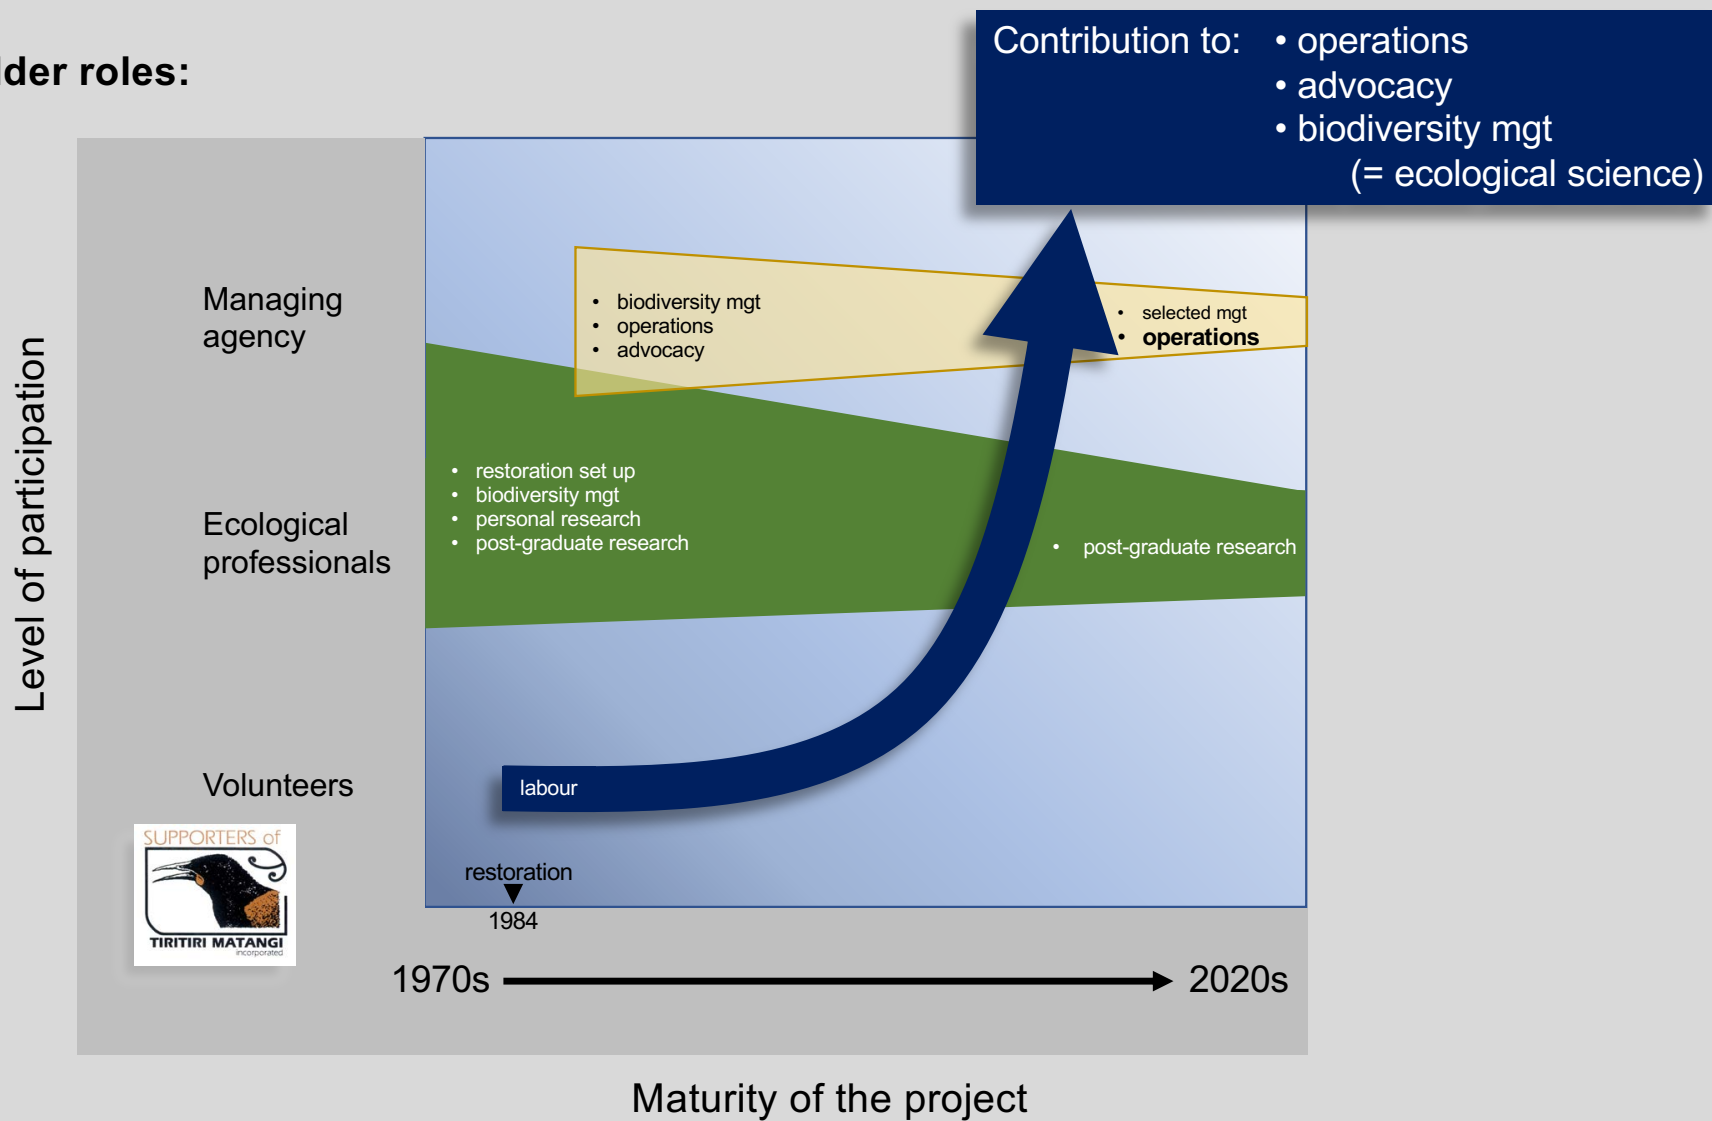 lder roles:
Contribution to: • operations
• advocacy
• biodiversity mgt
(= ecological science)
Level of participation
Managing
agency
• biodiversity mgt
• operations
• advocacy
• selected mgt
• operations
Ecological
professionals
• restoration set up
• biodiversity mgt
• personal research
• post-graduate research
• post-graduate research
Volunteers
labour
SUPPORTERS of
TIRITIRI MATANGI
incorporated
restoration
1984
1970s
2020s
Maturity of the project